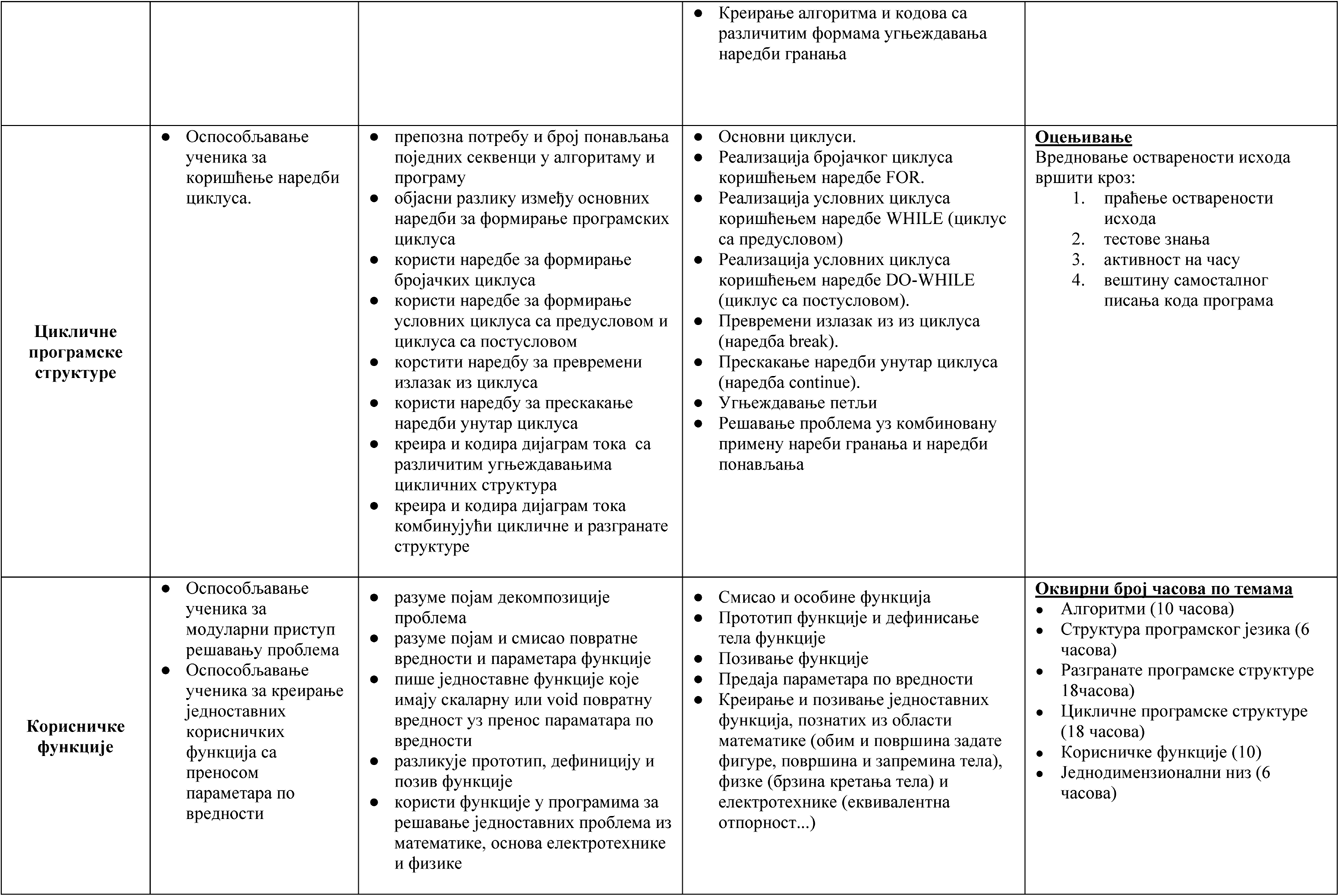 ● Креирање алгоритма и кодова са
различитим формама угњеждавања
наредби гранања
Цикличне
програмске
структуре
● Оспособљавање
ученика за
коришћење наредби
циклуса.
● препозна потребу и број понављања
поједних секвенци у алгоритаму и
програму
● објасни разлику између основних
наредби за формирање програмских
циклуса
● користи наредбе за формирање
бројачких циклуса
● користи наредбе за формирање
условних циклуса са предусловом и
циклуса са постусловом
● корстити наредбу за превремени
излазак из циклуса
● користи наредбу за прескакање
наредби унутар циклуса
● креира и кодира дијаграм тока са
различитим угњеждавањима
цикличних структура
● креира и кодира дијаграм тока
комбинујући цикличне и разгранате
структуре
● Основни циклуси.
● Реализација бројачког циклуса
коришћењем наредбе FOR.
● Реализација условних циклуса
коришћењем наредбе WHILE (циклус
са предусловом)
● Реализација условних циклуса
коришћењем наредбе DO-WHILE
(циклус са постусловом).
● Превремени излазак из из циклуса
(наредба break).
● Прескакање наредби унутар циклуса
(наредба continue).
● Угњеждавање петљи
● Решавање проблема уз комбиновану
примену нареби гранања и наредби
понављања
Оцењивање
Вредновање остварености исхода
вршити кроз:
1. праћење остварености
исхода
2. тестове знања
3. активност на часу
4. вештину самосталног
писања кода програма
Корисничке
функције
● Оспособљавање
ученика за
модуларни приступ
решавању проблема
● Оспособљавање
ученика за креирање
једноставних
корисничких
функција са
преносом
параметара по
вредности
● разуме појам декомпозиције
проблема
● разуме појам и смисао повратне
вредности и параметара функције
● пише једноставне функције које
имају скаларну или void повратну
вредност уз пренос параматара по
вредности
● разликује прототип, дефиницију и
позив функције
● користи функције у програмима за
решавање једноставних проблема из
математике, основа електротехнике
и физике
● Смисао и особине функција
● Прототип функције и дефинисање
тела функције
● Позивање функције
● Предаја параметара по вредности
● Креирање и позивање једноставних
функција, познатих из области
математике (обим и површина задате
фигуре, површина и запремина тела),
физке (брзина кретања тела) и
електротехнике (еквивалентна
отпорност...)
Оквирни број часова по темама
● Алгоритми (10 часова)
● Структура програмског језика (6
часова)
● Разгранате програмске структуре
18часова)
● Цикличне програмске структуре
(18 часова)
● Корисничке функције (10)
● Једнодимензионални низ (6
часова)